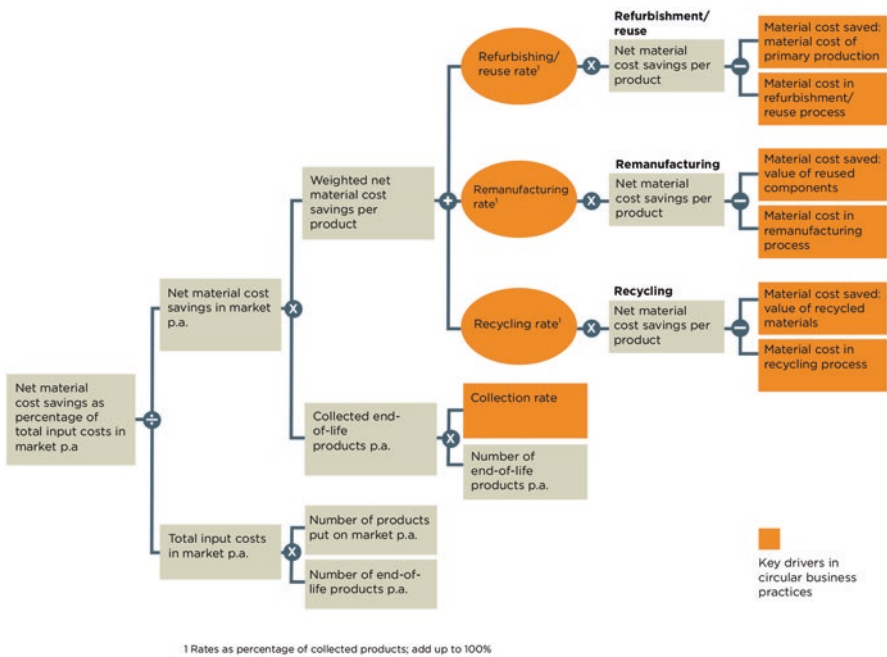 Refurbishment/
reuse
Refurbishing/
reuse rate¹
X
Net material
cost savings per
product
−
Material cost saved:
material cost of
primary production
Material cost in
refurbishment/
reuse process
Weighted net
material cost
savings per
product
+
Remanufacturing
Remanufacturing
rate¹
X
Net material
cost savings per
product
−
Material cost saved:
value of reused
components
Material cost in
remanufacturing
process
Net material cost
savings in market
p.a.
X
Recycling
Recycling rate¹
X
Net material
cost savings per
product
−
Material cost saved:
value of recycled
materials
Material cost in
recycling process
Net material
cost savings as
percentage of
total input costs in
market p.a
÷
Collected end-
of-life
products p.a.
X
Collection rate
Number of
end-of-life
products p.a.
Total input costs
in market p.a.
X
Number of products
put on market p.a.
Number of end-of-
life products p.a.
Key drivers in
circular business
practices
1 Rates as percentage of collected products; add up to 100%